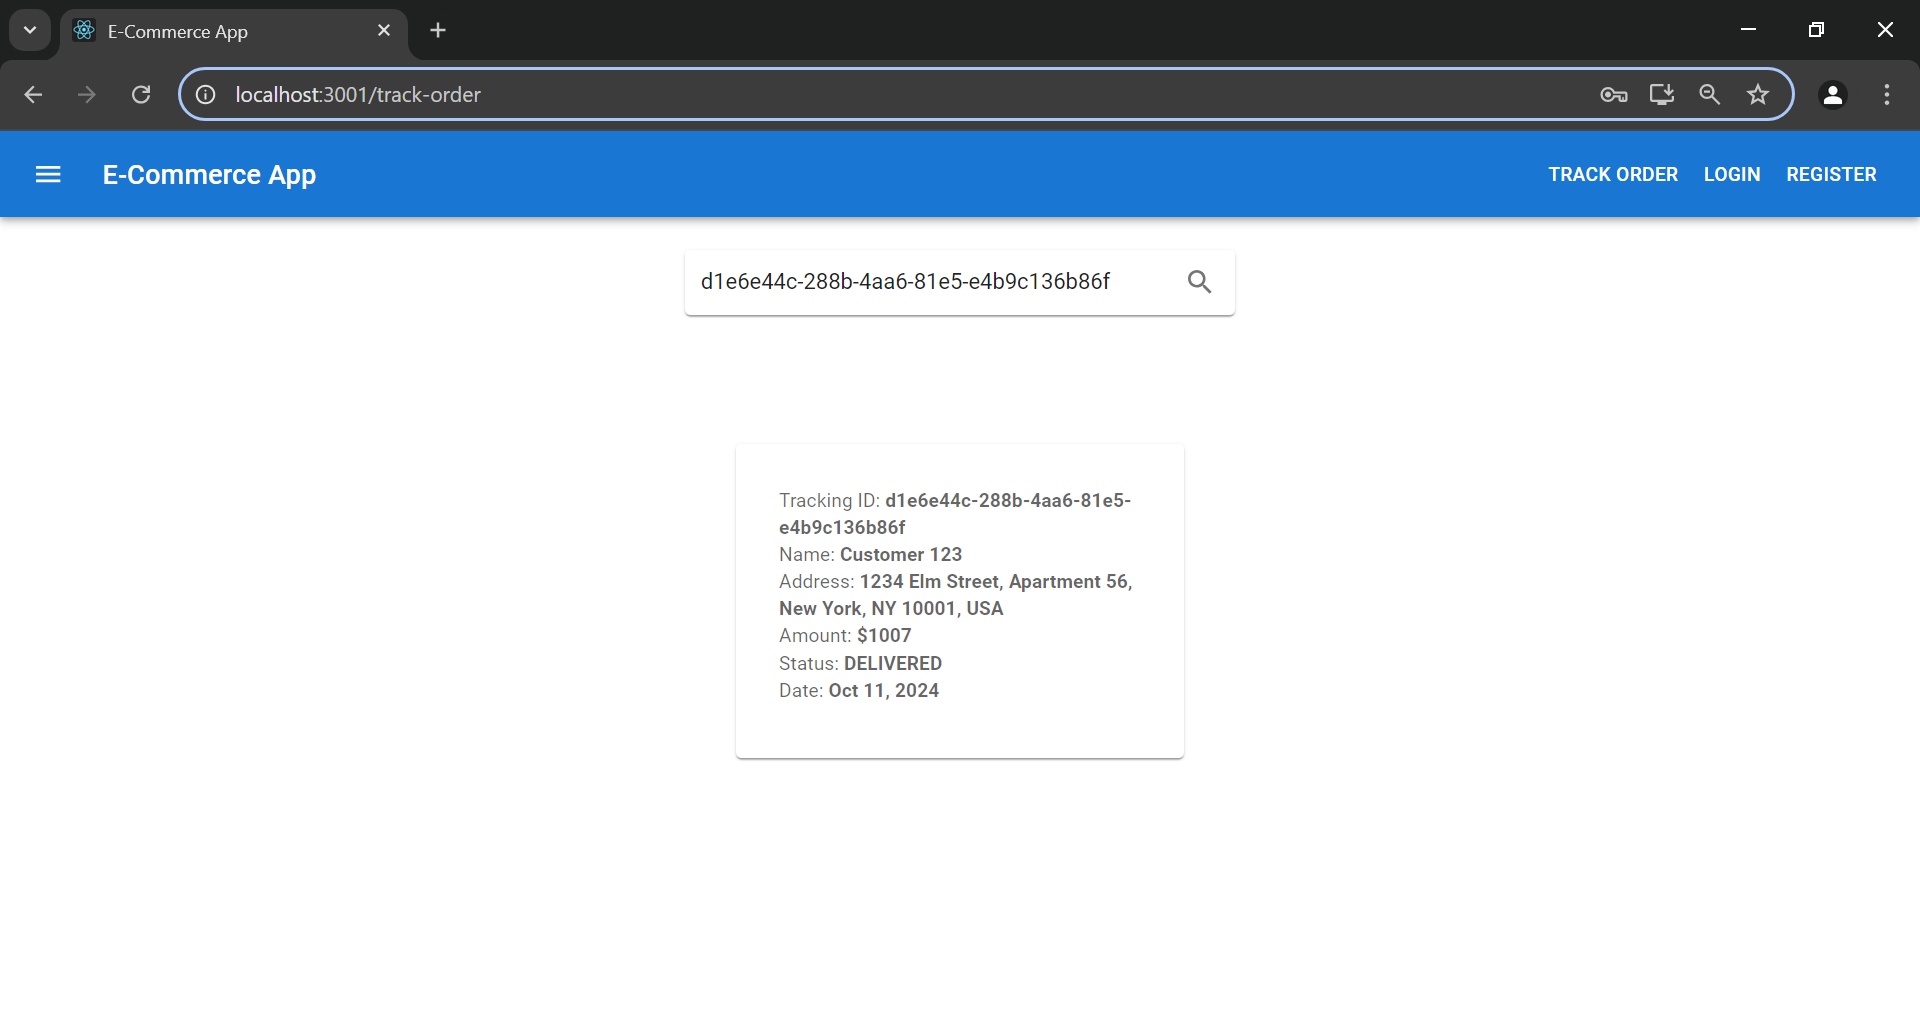 E-Commerce App
localhost:3001/track-order
E-Commerce App
TRACK ORDER
LOGIN
REGISTER
d1e6e44c-288b-4aa6-81e5-e4b9c136b86f
Tracking ID: d1e6e44c-288b-4aa6-81e5-
e4b9c136b86f
Name: Customer 123
Address: 1234 Elm Street, Apartment 56,
New York, NY 10001, USA
Amount: $1007
Status: DELIVERED
Date: Oct 11, 2024